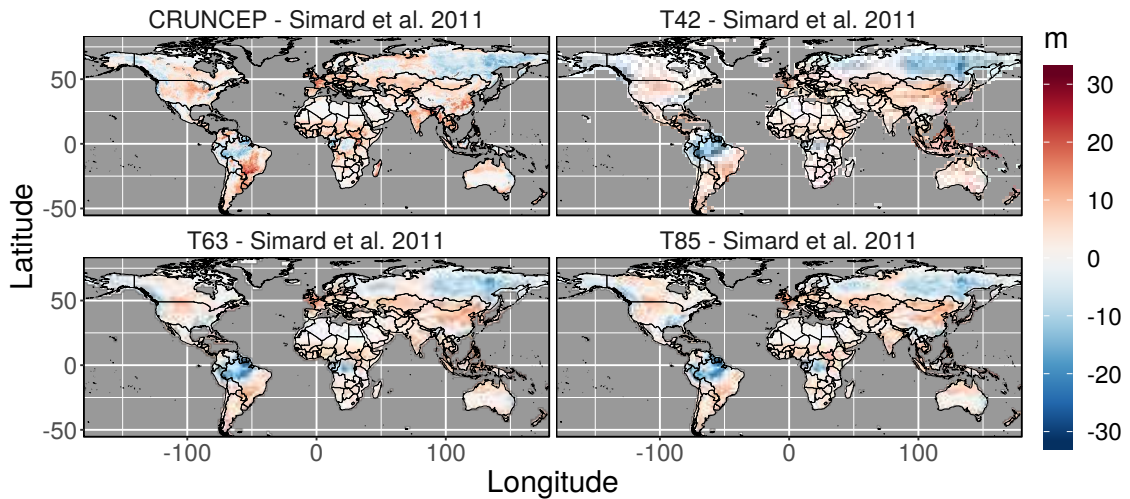 CRUNCEP - Simard et al. 2011
T42 - Simard et al. 2011
m
50
0
-50
30
20
10
0
-10
-20
-30
Latitude
T63 - Simard et al. 2011
T85 - Simard et al. 2011
50
0
-50
-100
0
100
-100
0
100
Longitude